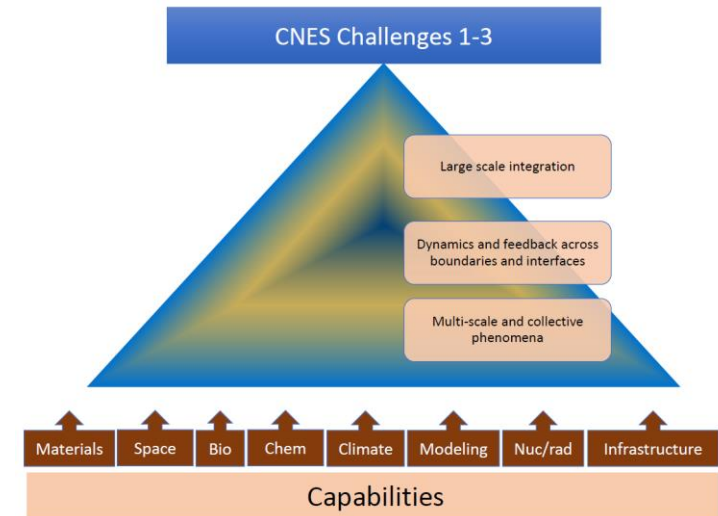 CNES Challenges 1-3
Large scale integration
Dynamics and feedback across
boundaries and interfaces
Multi-scale and collective
phenomena
Materials Space Bio Chem Climate Modeling Nuc/rad Infrastructure
Capabilities